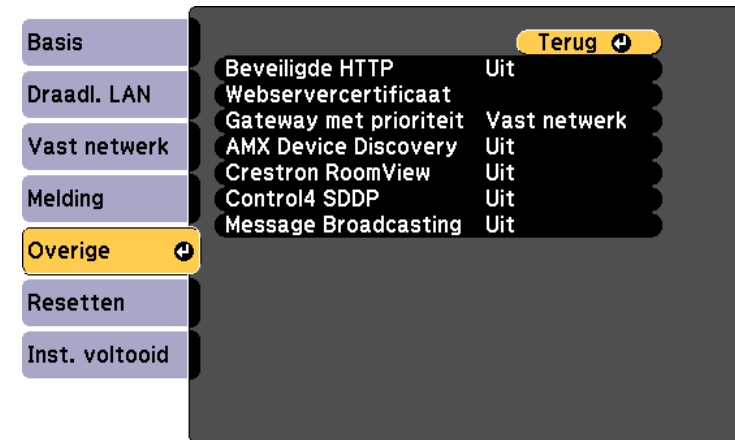 Basis
Draadl. LAN
Vast netwerk
Melding
Overige
Resetten
Inst. voltooid
Terug
Beveiligde HTTP Uit
Webservercertificaat
Gateway met prioriteit Vast netwerk
AMX Device Discovery Uit
Crestron RoomView Uit
Control4 SDDP Uit
Message Broadcasting Uit